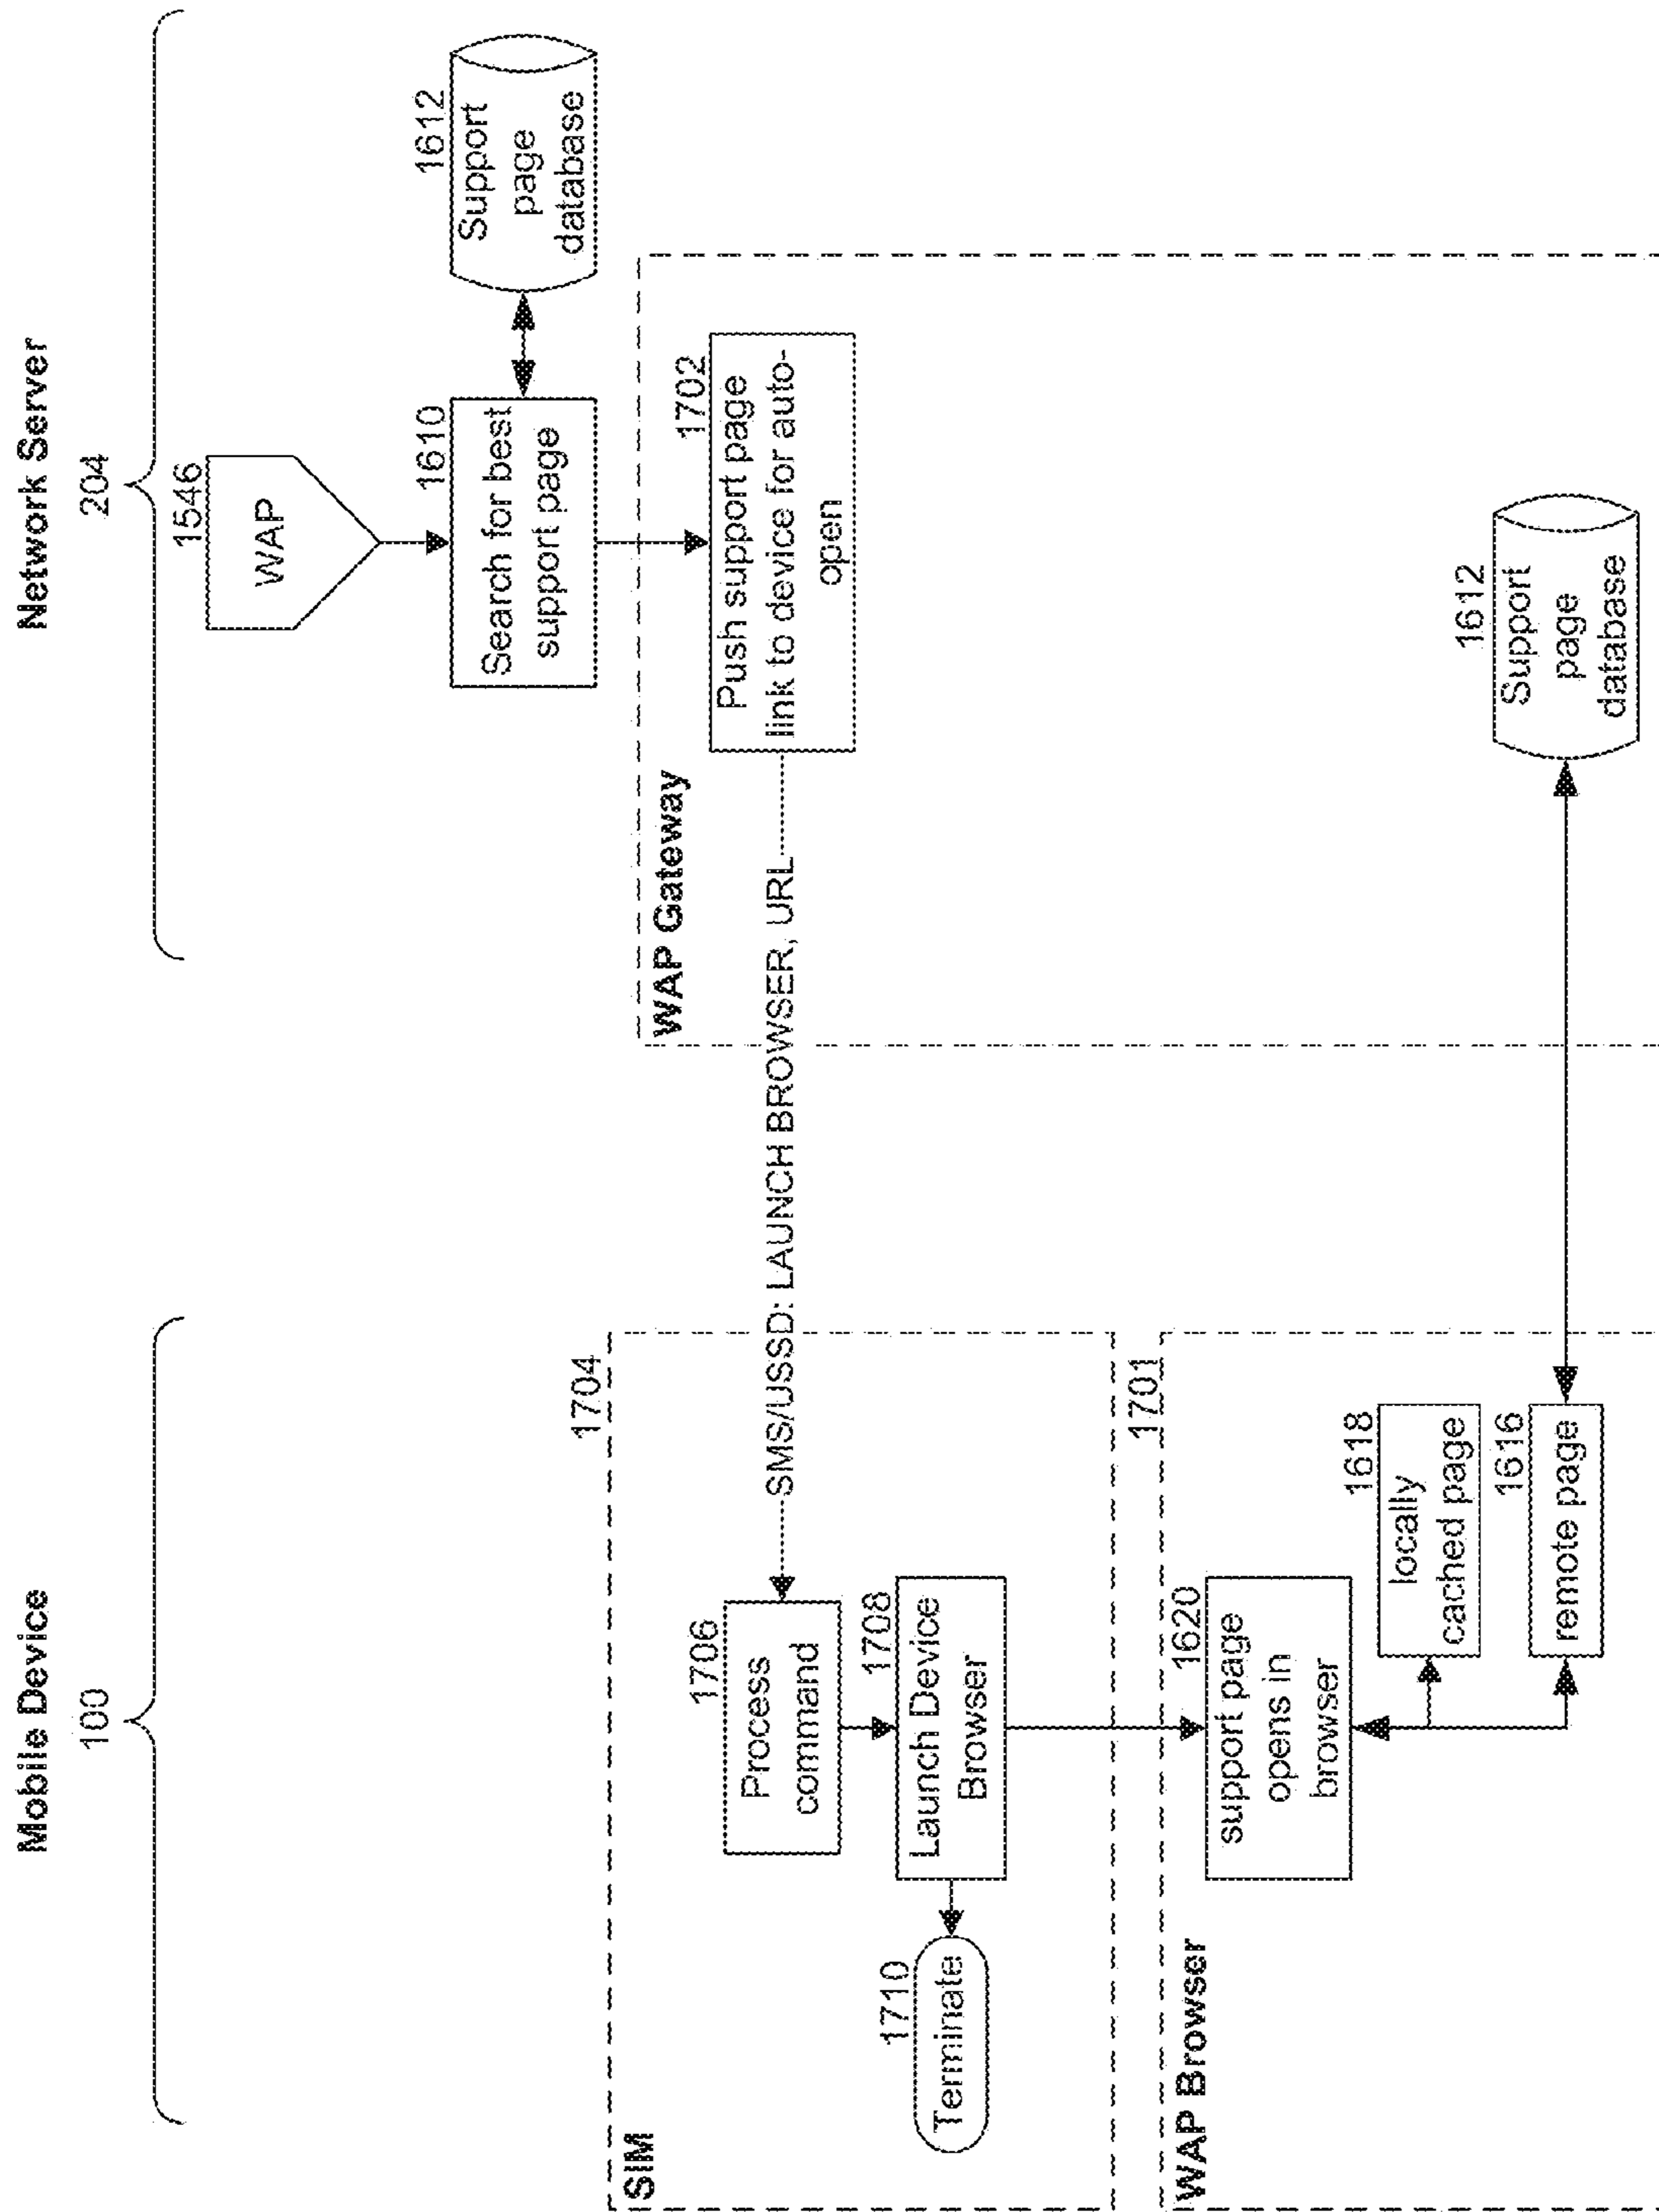 Mobile Device
100
Network Server
204
1546
WAP
1610
Search for best
support page
1612
Support
page
database
WAP Gateway
1702
Push support page
link to device for auto-
open
SMS/USSD: LAUNCH BROWSER, URL
SIM
1704
1706
Process
command
1708
Launch Device
Browser
1710
Terminate
WAP Browser
1701
1620
support page
opens in
browser
1618
locally
cached page
1616
remote page
1612
Support
page
database